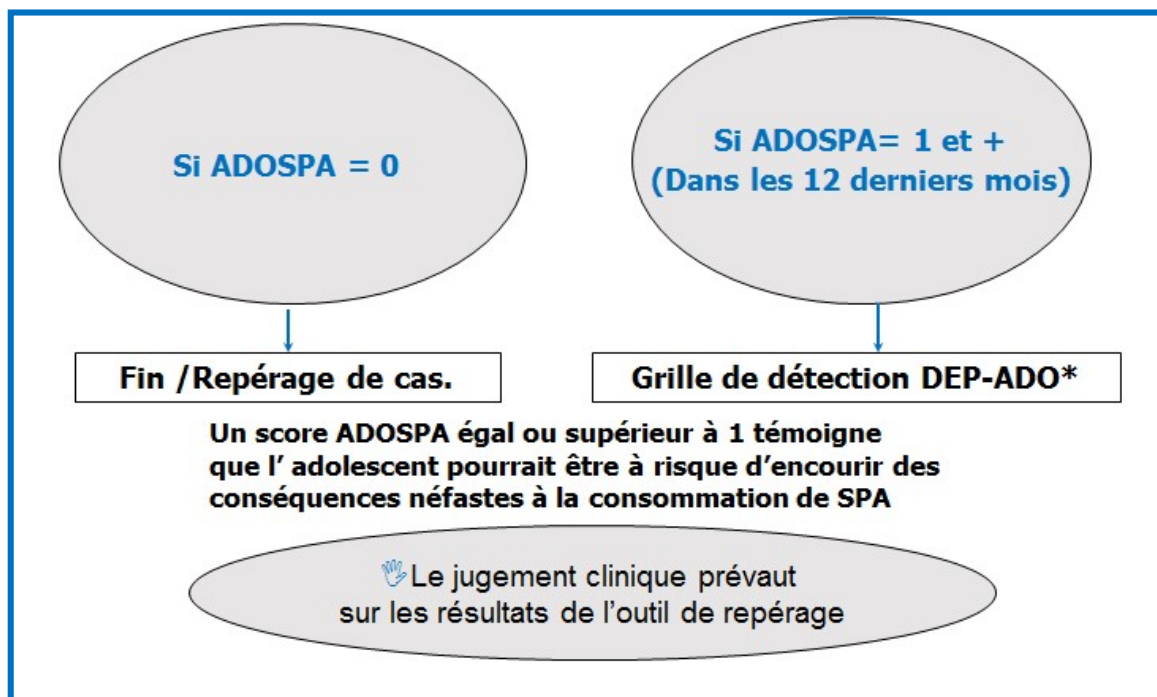 Si ADOSPA = 0
Si ADOSPA= 1 et +
(Dans les 12 derniers mois)
Fin /Repérage de cas.
Grille de détection DEP-ADO*
Un score ADOSPA égal ou supérieur à 1 témoigne
que l’ adolescent pourrait être à risque d’encourir des
conséquences néfastes à la consommation de SPA
Le jugement clinique prévaut
sur les résultats de l’outil de repérage